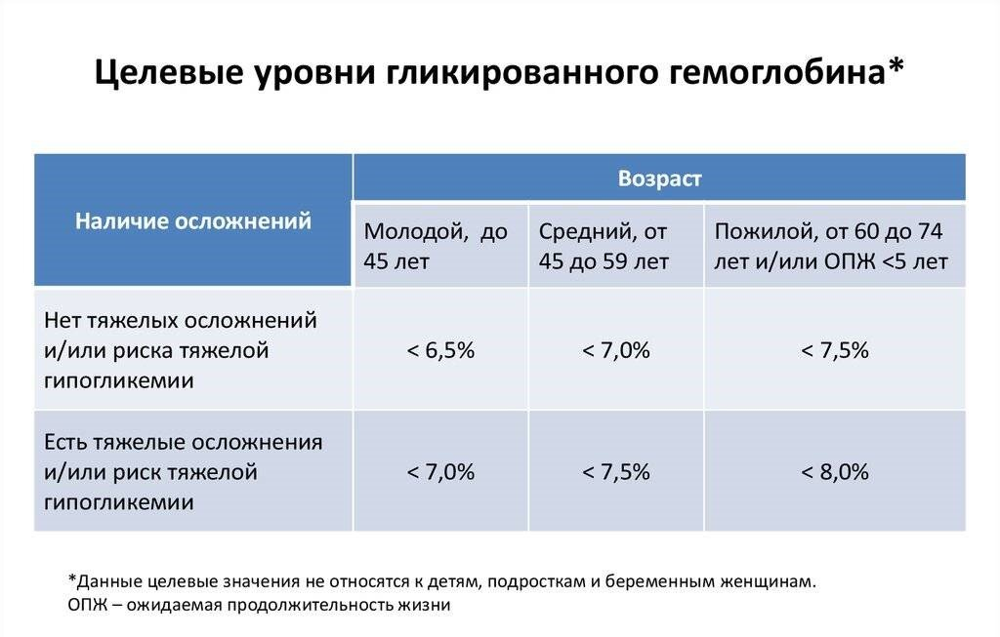 Целевые уровни гликированного гемоглобина*
Наличие осложнений
Возраст
Молодой, до
45 лет
Средний, от
45 до 59 лет
Пожилой, от 60 до 74
лет и/или ОПЖ <5 лет
Нет тяжелых осложнений
и/или риска тяжелой
гипогликемии
< 6,5%
< 7,0%
< 7,5%
Есть тяжелые осложнения
и/или риск тяжелой
гипогликемии
< 7,0%
< 7,5%
< 8,0%
*Данные целевые значения не относятся к детям, подросткам и беременным женщинам.
ОПЖ – ожидаемая продолжительность жизни